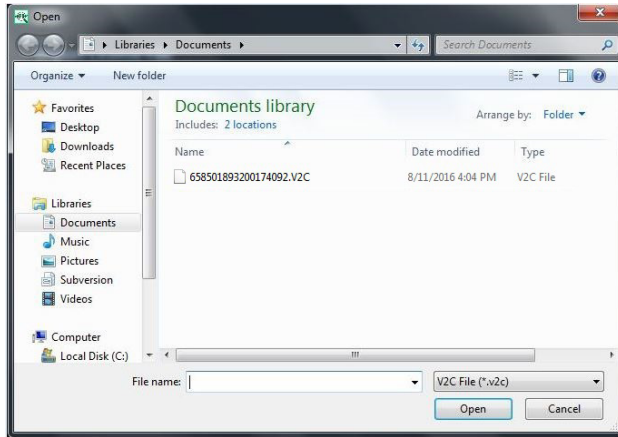 Open
Libraries Documents
Search Documents
Organize New folder
Favorites
Desktop
Downloads
Recent Places
Libraries
Documents
Music
Pictures
Subversion
Videos
Computer
Local Disk (C:)
Documents library
Includes: 2 locations
Arrange by: Folder
Name Date modified Type
658501893200174092.V2C 8/11/2016 4:04 PM V2C File
File name: V2C File (*.v2c)
Open Cancel